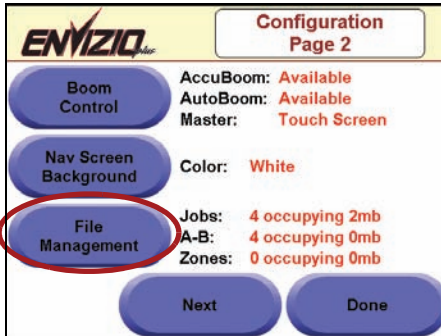 ENVIZIO plus
Configuration
Page 2
Boom
Control
AccuBoom: Available
AutoBoom: Available
Master: Touch Screen
Nav Screen
Background
Color: White
File
Management
Jobs: 4 occupying 2mb
A-B: 4 occupying 0mb
Zones: 0 occupying 0mb
Next
Done